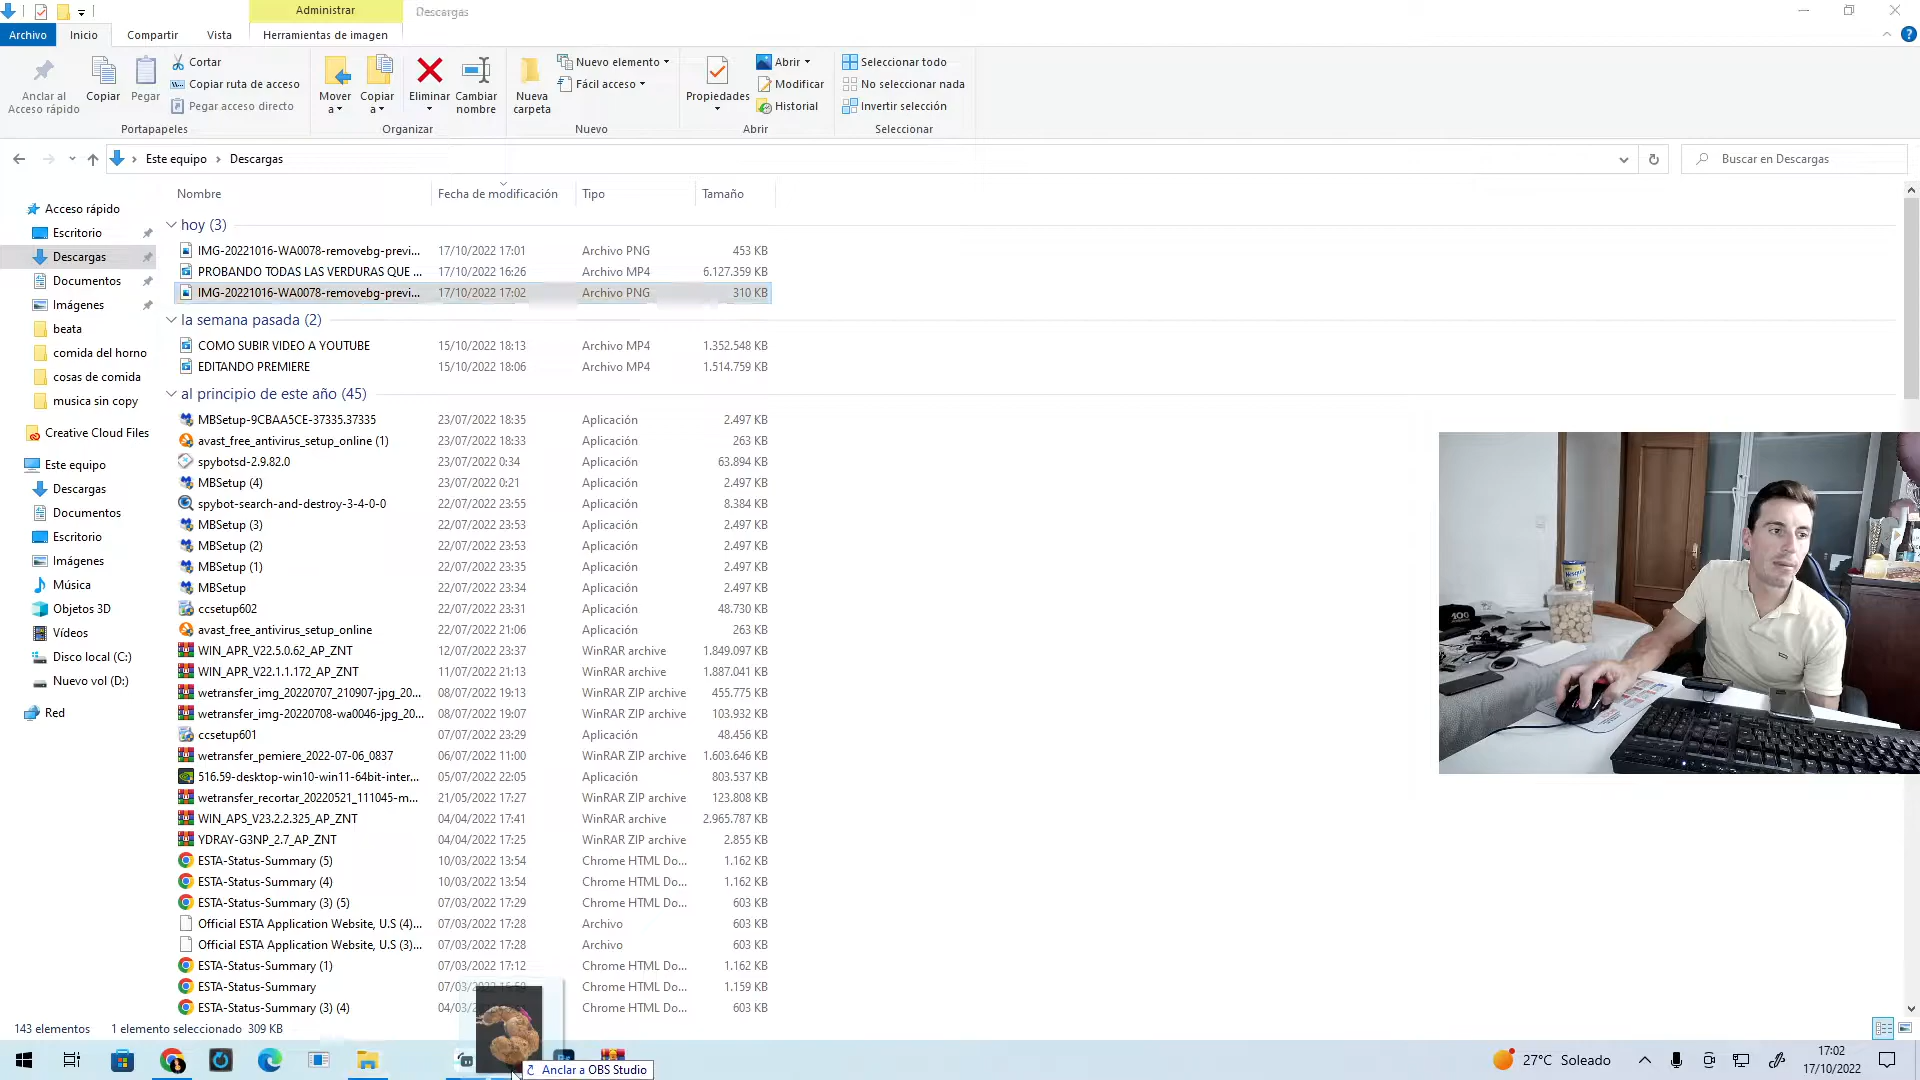 Administrar
Descargas
Archivo
Inicio
Compartir
Vista
Herramientas de imagen
Anclar al
Acceso rápido
Copiar
Pegar
Cortar
Copiar ruta de acceso
Pegar acceso directo
Portapapeles
Mover
a
Copiar
a
Eliminar
Cambiar
nombre
Organizar
Nueva
carpeta
Nuevo elemento
Fácil acceso
Nuevo
Propiedades
Abrir
Modificar
Historial
Abrir
Seleccionar todo
No seleccionar nada
Invertir selección
Seleccionar
Este equipo > Descargas
Buscar en Descargas
Acceso rápido
Escritorio
Descargas
Documentos
Imágenes
beata
comida del horno
cosas de comida
musica sin copy
Creative Cloud Files
Este equipo
Descargas
Documentos
Escritorio
Imágenes
Música
Objetos 3D
Vídeos
Disco local (C:)
Nuevo vol (D:)
Red
Nombre Fecha de modificación Tipo Tamaño
hoy (3)
IMG-20221016-WA0078-removebg-previ... 17/10/2022 17:01 Archivo PNG 453 KB
PROBANDO TODAS LAS VERDURAS QUE ... 17/10/2022 16:26 Archivo MP4 6.127.359 KB
IMG-20221016-WA0078-removebg-previ... 17/10/2022 17:02 Archivo PNG 310 KB
la semana pasada (2)
COMO SUBIR VIDEO A YOUTUBE 15/10/2022 18:13 Archivo MP4 1.352.548 KB
EDITANDO PREMIERE 15/10/2022 18:06 Archivo MP4 1.514.759 KB
al principio de este año (45)
MBSetup-9CBAA5CE-37335.37335 23/07/2022 18:35 Aplicación 2.497 KB
avast_free_antivirus_setup_online (1) 23/07/2022 18:33 Aplicación 263 KB
spybotsd-2.9.82.0 23/07/2022 0:34 Aplicación 63.894 KB
MBSetup (4) 23/07/2022 0:21 Aplicación 2.497 KB
spybot-search-and-destroy-3-4-0-0 22/07/2022 23:55 Aplicación 8.384 KB
MBSetup (3) 22/07/2022 23:53 Aplicación 2.497 KB
MBSetup (2) 22/07/2022 23:53 Aplicación 2.497 KB
MBSetup (1) 22/07/2022 23:35 Aplicación 2.497 KB
MBSetup 22/07/2022 23:34 Aplicación 2.497 KB
ccsetup602 22/07/2022 23:31 Aplicación 48.730 KB
avast_free_antivirus_setup_online 22/07/2022 21:06 Aplicación 263 KB
WIN_APR_V22.5.0.62_AP_ZNT 12/07/2022 23:37 WinRAR archive 1.849.097 KB
WIN_APR_V22.1.1.172_AP_ZNT 11/07/2022 21:13 WinRAR archive 1.887.041 KB
wetransfer_img_20220707_210907-jpg_20... 08/07/2022 19:13 WinRAR ZIP archive 455.775 KB
wetransfer_img-20220708-wa0046-jpg_20... 08/07/2022 19:07 WinRAR ZIP archive 103.932 KB
ccsetup601 07/07/2022 23:29 Aplicación 48.456 KB
wetransfer_pemiere_2022-07-06_0837 06/07/2022 11:00 WinRAR ZIP archive 1.603.646 KB
516.59-desktop-win10-win11-64bit-inter... 05/07/2022 22:05 Aplicación 803.537 KB
wetransfer_recortar_20220521_111045-m... 21/05/2022 17:27 WinRAR ZIP archive 123.808 KB
WIN_APS_V23.2.2.325_AP_ZNT 04/04/2022 17:41 WinRAR archive 2.965.787 KB
YDRAY-G3NP_2.7_AP_ZNT 04/04/2022 17:25 WinRAR ZIP archive 2.855 KB
ESTA-Status-Summary (5) 10/03/2022 13:54 Chrome HTML Do... 1.162 KB
ESTA-Status-Summary (4) 10/03/2022 13:54 Chrome HTML Do... 1.162 KB
ESTA-Status-Summary (3) (5) 07/03/2022 17:29 Chrome HTML Do... 603 KB
Official ESTA Application Website, U.S (4)... 07/03/2022 17:28 Archivo 603 KB
Official ESTA Application Website, U.S (3)... 07/03/2022 17:28 Archivo 603 KB
ESTA-Status-Summary (1) 07/03/2022 17:12 Chrome HTML Do... 1.162 KB
ESTA-Status-Summary 07/03/2022 Chrome HTML Do... 1.159 KB
ESTA-Status-Summary (3) (4) 04/03/ Chrome HTML Do... 603 KB
143 elementos 1 elemento seleccionado 309 KB
Anclar a OBS Studio
27°C Soleado
17:02
17/10/2022